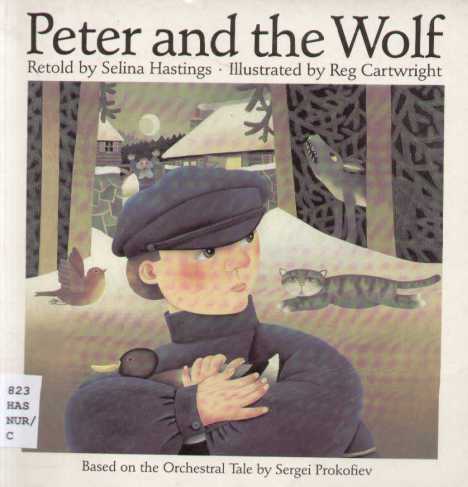 Peter and the Wolf
Retold by Selina Hastings · Illustrated by Reg Cartwright
823
HAS
NUR/
C
Based on the Orchestral Tale by Sergei Prokofiev